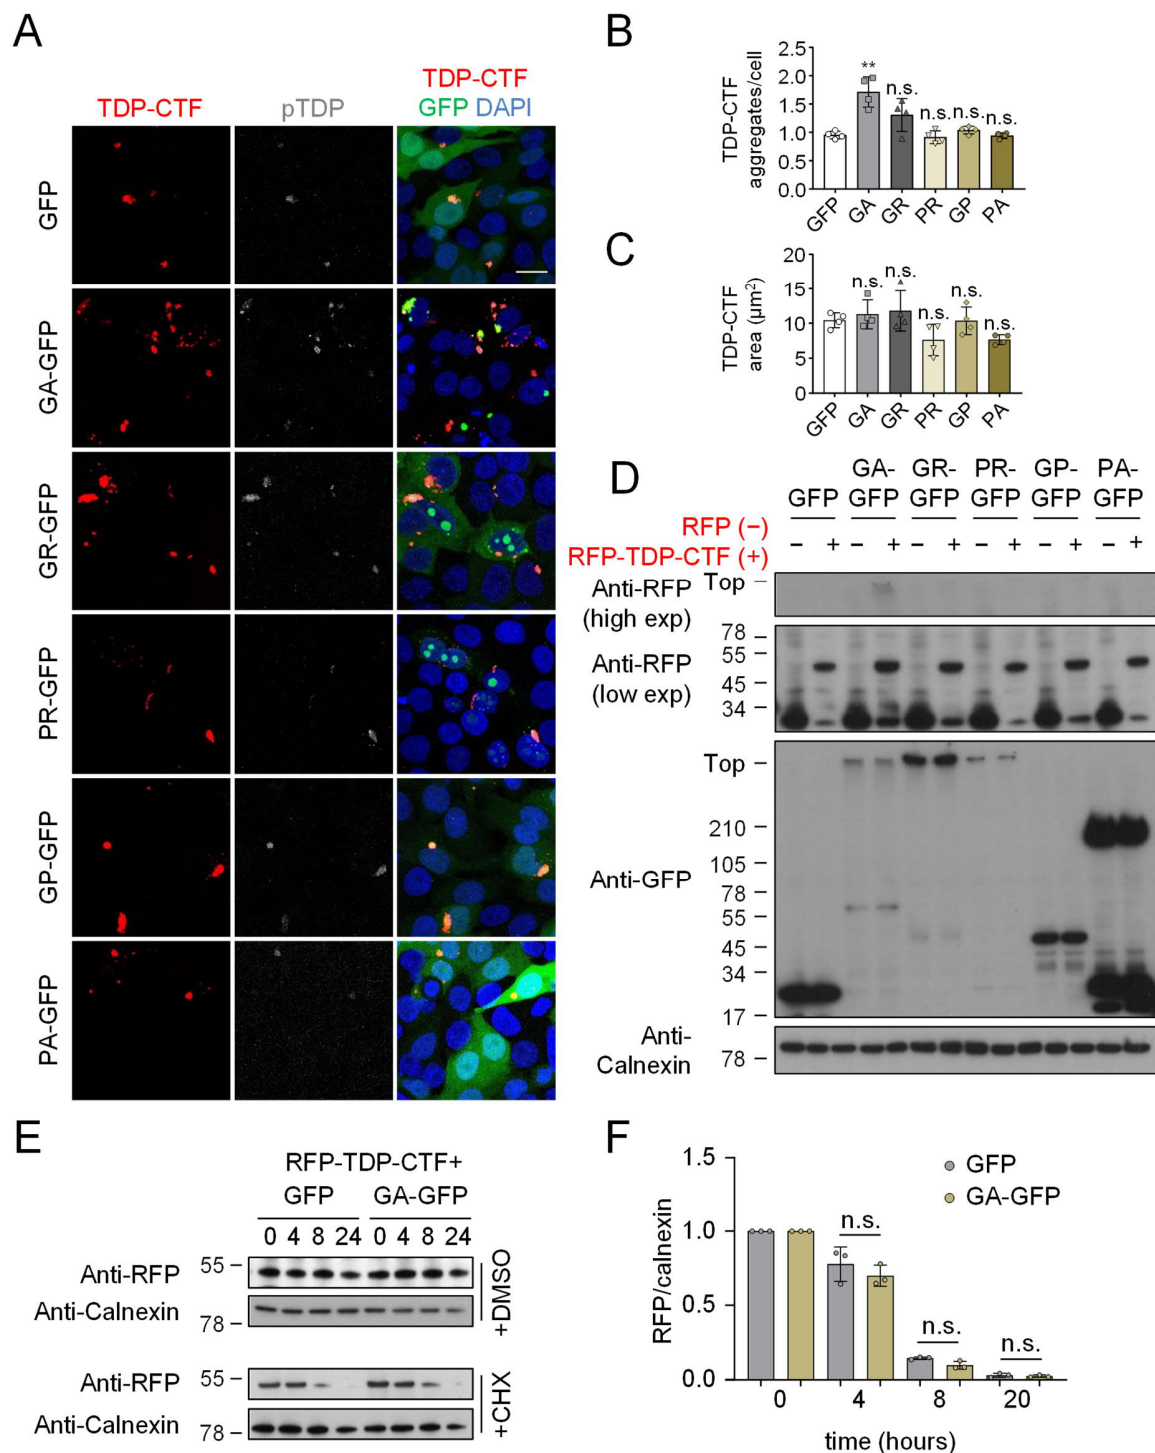 A
TDP-CTF
pTDP
TDP-CTF
GFP DAPI
GFP
GA-GFP
GR-GFP
PR-GFP
GP-GFP
PA-GFP
B
TDP-CTF
aggregates/cell
2.5
2.0
1.5
1.0
0.5
0.0
**
n.s.
n.s.
n.s.
n.s.
GFP
GA
GR
PR
GP
PA
C
TDP-CTF
area (µm²)
20
15
10
5
0
n.s.
n.s.
n.s.
n.s.
n.s.
GFP
GA
GR
PR
GP
PA
D
GFP
GA-
GFP
GR-
GFP
PR-
GFP
GP-
GFP
PA-
GFP
RFP (−)
RFP-TDP-CTF (+)
− + − + − + − + − + − +
Anti-RFP
(high exp)
Top
Anti-RFP
(low exp)
78
55
45
34
Anti-GFP
Top
210
105
78
55
45
34
17
Anti-
Calnexin
78
E
RFP-TDP-CTF+
GFP GA-GFP
0 4 8 24 0 4 8 24
Anti-RFP
55
Anti-Calnexin
78
+DMSO
Anti-RFP
55
Anti-Calnexin
78
+CHX
F
RFP/calnexin
1.5
1.0
0.5
0.0
GFP
GA-GFP
n.s.
n.s.
n.s.
0 4 8 20
time (hours)